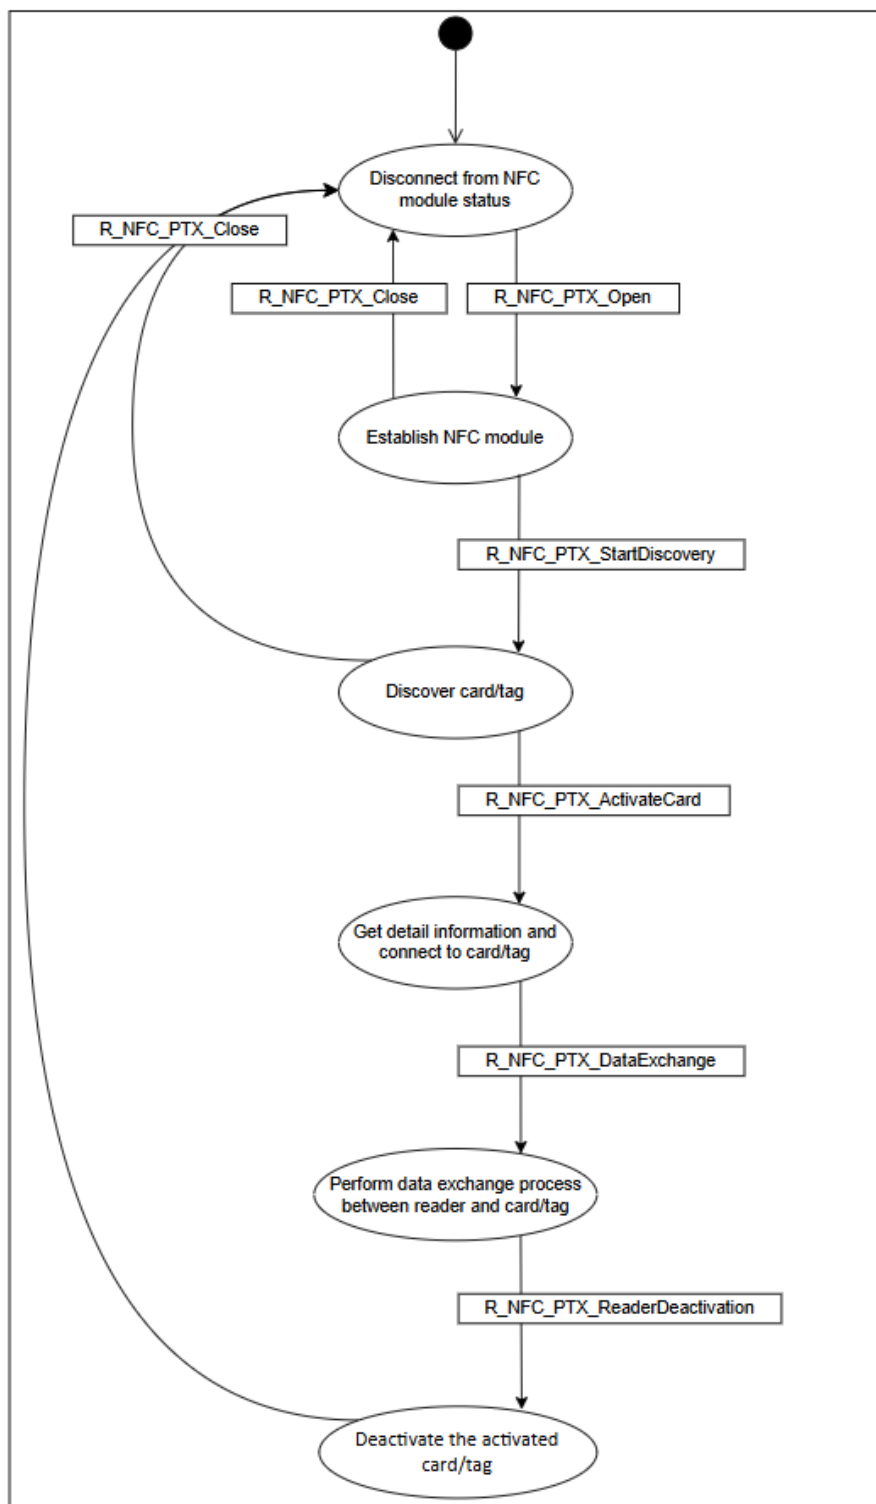 Disconnect from NFC
module status
R_NFC_PTX_Close
R_NFC_PTX_Close
R_NFC_PTX_Open
Establish NFC module
R_NFC_PTX_StartDiscovery
Discover card/tag
R_NFC_PTX_ActivateCard
Get detail information and
connect to card/tag
R_NFC_PTX_DataExchange
Perform data exchange process
between reader and card/tag
R_NFC_PTX_ReaderDeactivation
Deactivate the activated
card/tag